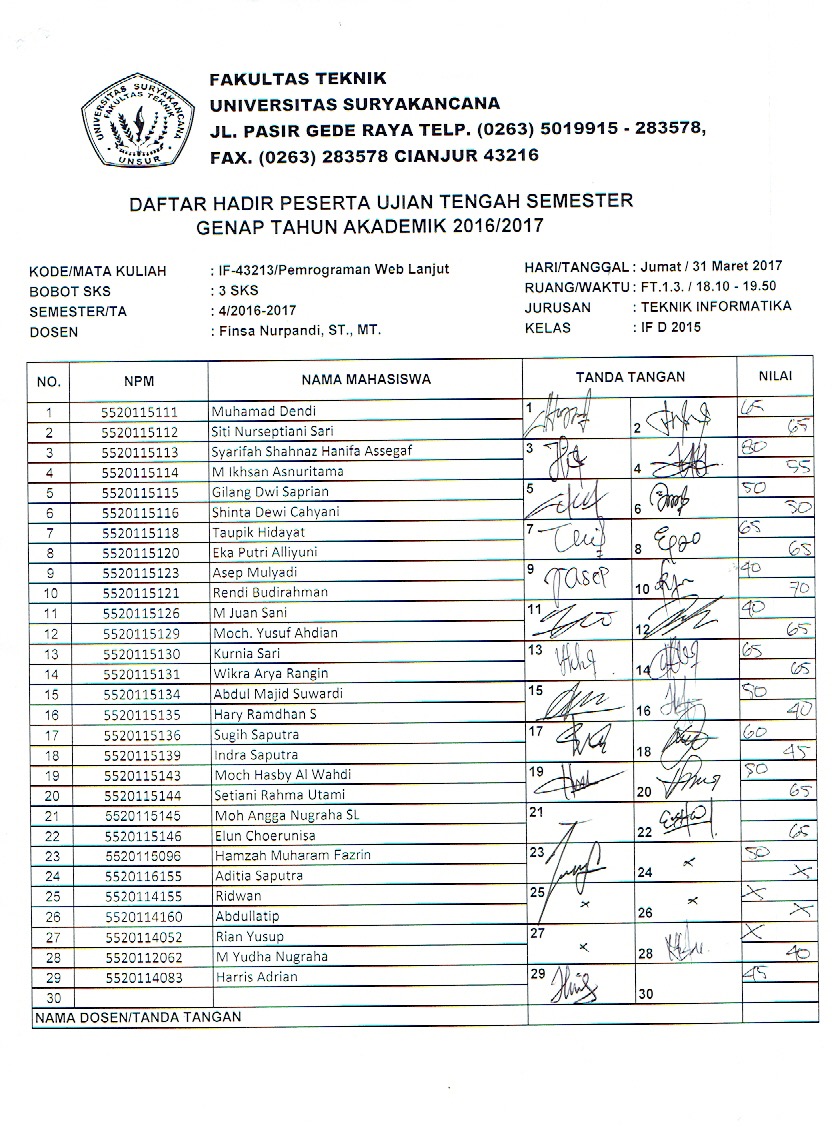 UNIVERSITAS SURYAKANCANA
FAKULTAS TEKNIK
UNSUR
FAKULTAS TEKNIK
UNIVERSITAS SURYAKANCANA
JL. PASIR GEDE RAYA TELP. (0263) 5019915 - 283578,
FAX. (0263) 283578 CIANJUR 43216
DAFTAR HADIR PESERTA UJIAN TENGAH SEMESTER
GENAP TAHUN AKADEMIK 2016/2017
KODE/MATA KULIAH : IF-43213/Pemrograman Web Lanjut HARI/TANGGAL : Jumat / 31 Maret 2017
BOBOT SKS : 3 SKS RUANG/WAKTU : FT.1.3. / 18.10 - 19.50
SEMESTER/TA : 4/2016-2017 JURUSAN : TEKNIK INFORMATIKA
DOSEN : Finsa Nurpandi, ST., MT. KELAS : IF D 2015
NO. NPM NAMA MAHASISWA TANDA TANGAN NILAI
1 5520115111 Muhamad Dendi 1 65
2 5520115112 Siti Nurseptiani Sari 2 65
3 5520115113 Syarifah Shahnaz Hanifa Assegaf 3 80
4 5520115114 M Ikhsan Asnuritama 4 55
5 5520115115 Gilang Dwi Saprian 5 50
6 5520115116 Shinta Dewi Cahyani 6
7 5520115118 Taupik Hidayat 7 65
8 5520115120 Eka Putri Alliyuni 8 65
9 5520115123 Asep Mulyadi 9 40
10 5520115121 Rendi Budirahman 10 70
11 5520115126 M Juan Sani 11 40
12 5520115129 Moch. Yusuf Ahdian 12 65
13 5520115130 Kurnia Sari 13 65
14 5520115131 Wikra Arya Rangin 14 65
15 5520115134 Abdul Majid Suwardi 15 50
16 5520115135 Hary Ramdhan S 16 40
17 5520115136 Sugih Saputra 17 60
18 5520115139 Indra Saputra 18 45
19 5520115143 Moch Hasby Al Wahdi 19 50
20 5520115144 Setiani Rahma Utami 20 65
21 5520115145 Moh Angga Nugraha SL 21
22 5520115146 Elun Choerunisa 22 65
23 5520115096 Hamzah Muharam Fazrin 23 50
24 5520116155 Aditia Saputra 24 x x
25 5520114155 Ridwan 25 x x
26 5520114160 Abdullatip 26 x x
27 5520114052 Rian Yusup 27 x x
28 5520112062 M Yudha Nugraha 28 40
29 5520114083 Harris Adrian 29 45
30 30
NAMA DOSEN/TANDA TANGAN